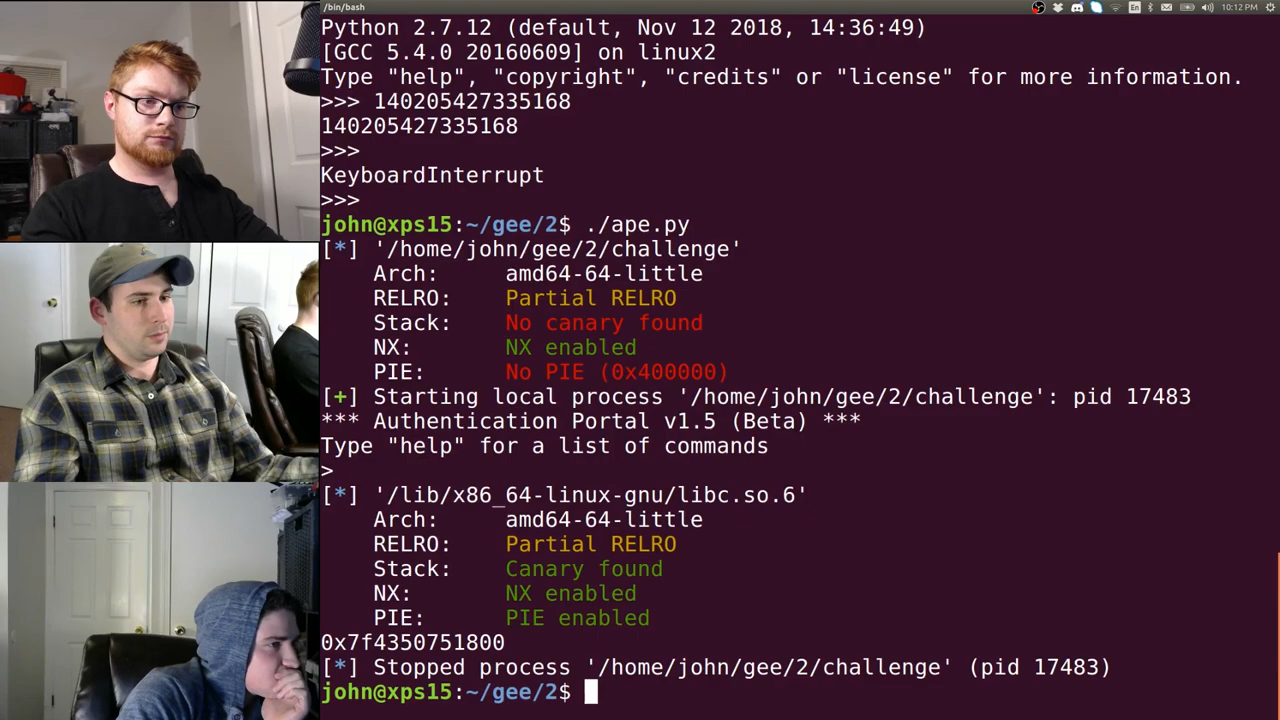 /bin/bash
En
10:12 PM
Python 2.7.12 (default, Nov 12 2018, 14:36:49)
[GCC 5.4.0 20160609] on linux2
Type "help", "copyright", "credits" or "license" for more information.
>>> 140205427335168
140205427335168
>>>
KeyboardInterrupt
>>>
john@xps15:~/gee/2$ ./ape.py
[*] '/home/john/gee/2/challenge'
Arch: amd64-64-little
RELRO: Partial RELRO
Stack: No canary found
NX: NX enabled
PIE: No PIE (0x400000)
[+] Starting local process '/home/john/gee/2/challenge': pid 17483
*** Authentication Portal v1.5 (Beta) ***
Type "help" for a list of commands
>
[*] '/lib/x86_64-linux-gnu/libc.so.6'
Arch: amd64-64-little
RELRO: Partial RELRO
Stack: Canary found
NX: NX enabled
PIE: PIE enabled
0x7f4350751800
[*] Stopped process '/home/john/gee/2/challenge' (pid 17483)
john@xps15:~/gee/2$